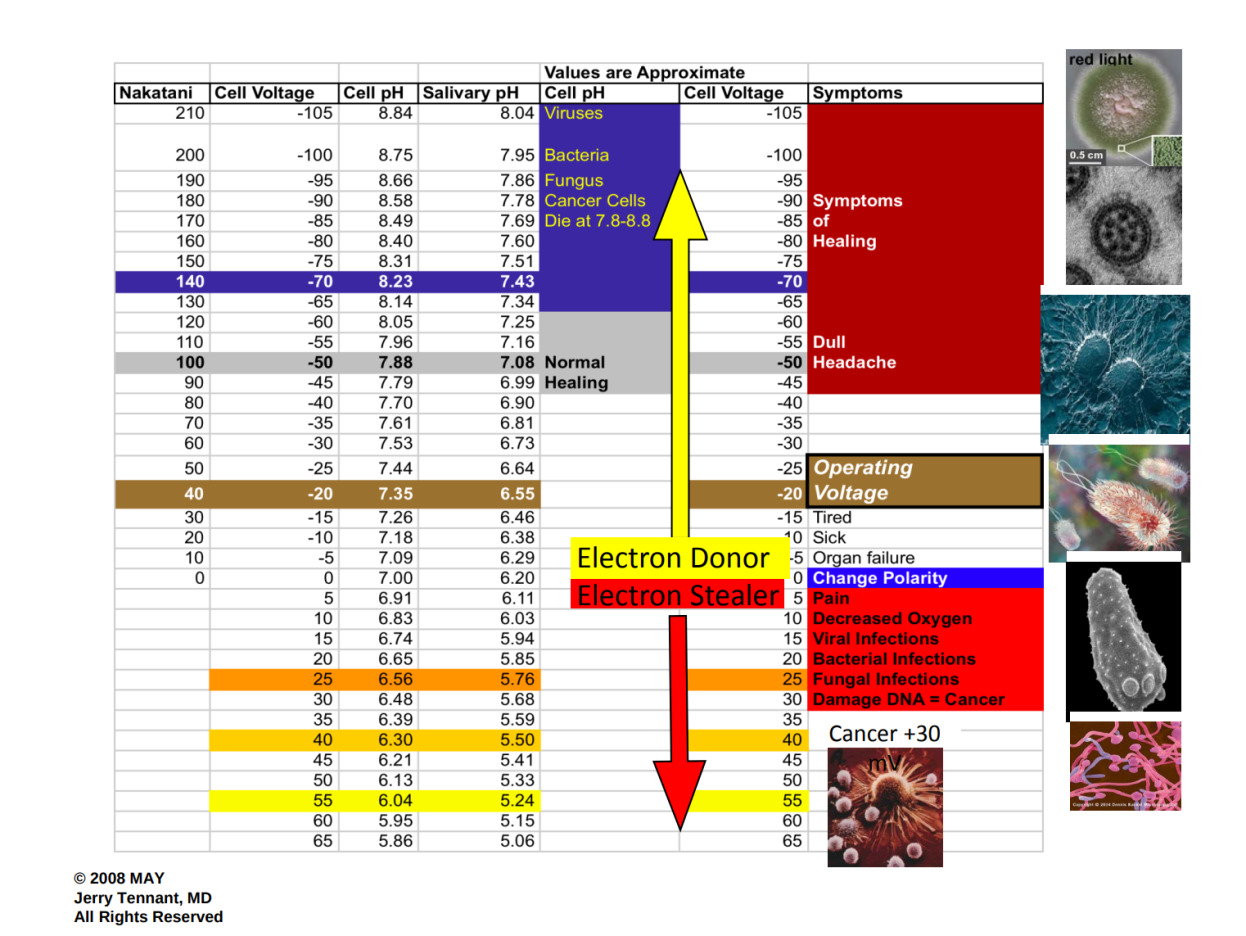 Values are Approximate
Nakatani Cell Voltage Cell pH Salivary pH Cell pH Cell Voltage Symptoms
210 -105 8.84 8.04 Viruses -105
200 -100 8.75 7.95 Bacteria -100
190 -95 8.66 7.86 Fungus -95
180 -90 8.58 7.78 Cancer Cells -90 Symptoms
170 -85 8.49 7.69 Die at 7.8-8.8 -85 of
160 -80 8.40 7.60 -80 Healing
150 -75 8.31 7.51 -75
140 -70 8.23 7.43 -70
130 -65 8.14 7.34 -65
120 -60 8.05 7.25 -60
110 -55 7.96 7.16 -55 Dull
100 -50 7.88 7.08 Normal -50 Headache
90 -45 7.79 6.99 Healing -45
80 -40 7.70 6.90 -40
70 -35 7.61 6.81 -35
60 -30 7.53 6.73 -30
50 -25 7.44 6.64 -25 Operating
40 -20 7.35 6.55 -20 Voltage
30 -15 7.26 6.46 -15 Tired
20 -10 7.18 6.38 10 Sick
10 -5 7.09 6.29 Electron Donor -5 Organ failure
0 0 7.00 6.20 0 Change Polarity
5 6.91 6.11 Electron Stealer 5 Pain
10 6.83 6.03 10 Decreased Oxygen
15 6.74 5.94 15 Viral Infections
20 6.65 5.85 20 Bacterial Infections
25 6.56 5.76 25 Fungal Infections
30 6.48 5.68 30 Damage DNA = Cancer
35 6.39 5.59 35
40 6.30 5.50 40 Cancer +30
45 6.21 5.41 45 mV
50 6.13 5.33 50
55 6.04 5.24 55
60 5.95 5.15 60
65 5.86 5.06 65
red light
0.5 cm
© 2008 MAY
Jerry Tennant, MD
All Rights Reserved